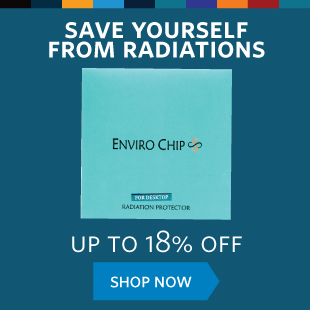 SAVE YOURSELF
FROM RADIATIONS
ENVIRO CHIP
FOR DESKTOP
RADIATION PROTECTOR
UP TO 18% OFF
SHOP NOW